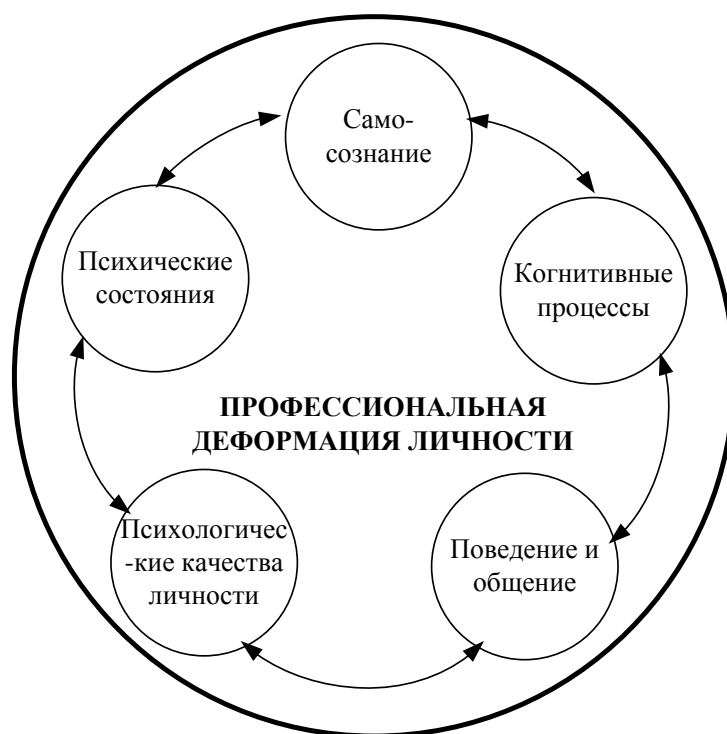 Само-
сознание
Психические
состояния
Когнитивные
процессы
ПРОФЕССИОНАЛЬНАЯ
ДЕФОРМАЦИЯ ЛИЧНОСТИ
Психологичес
-кие качества
личности
Поведение и
общение